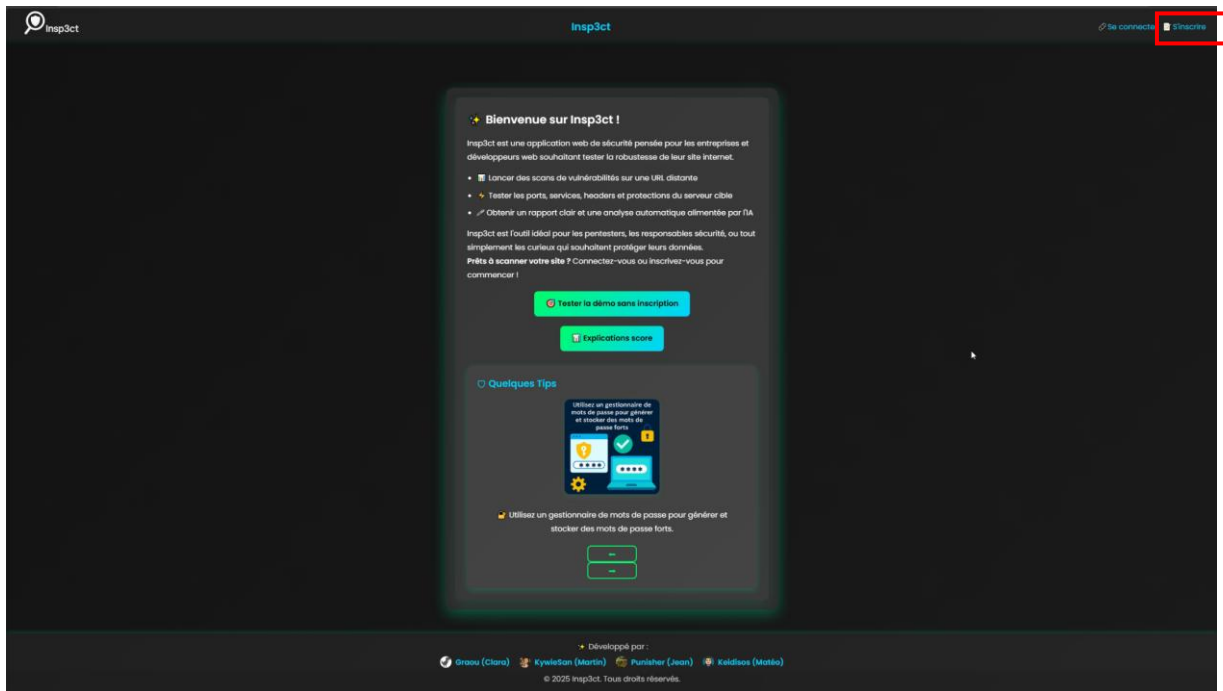 Insp3ct
Insp3ct
Se connecte
S'inscrire
Bienvenue sur Insp3ct !
Insp3ct est une application web de sécurité pensée pour les entreprises et
développeurs web souhaitant tester la robustesse de leur site internet.
Lancer des scans de vulnérabilités sur une URL distante
Tester les ports, services, headers et protections du serveur cible
Obtenir un rapport clair et une analyse automatique alimentée par l'IA
Insp3ct est l'outil idéal pour les pentesters, les responsables sécurité, ou tout
simplement les curieux qui souhaitent protéger leurs données.
Prêts à scanner votre site ? Connectez-vous ou inscrivez-vous pour
commencer !
Tester la démo sans inscription
Explications score
Quelques Tips
Utilisez un gestionnaire de
mots de passe pour générer
et stocker des mots de
passe forts
Utilisez un gestionnaire de mots de passe pour générer et
stocker des mots de passe forts.
Développé par :
Graou (Clara) KywieSan (Martin) Punisher (Jean) Keldisos (Matéo)
© 2025 Insp3ct. Tous droits réservés.